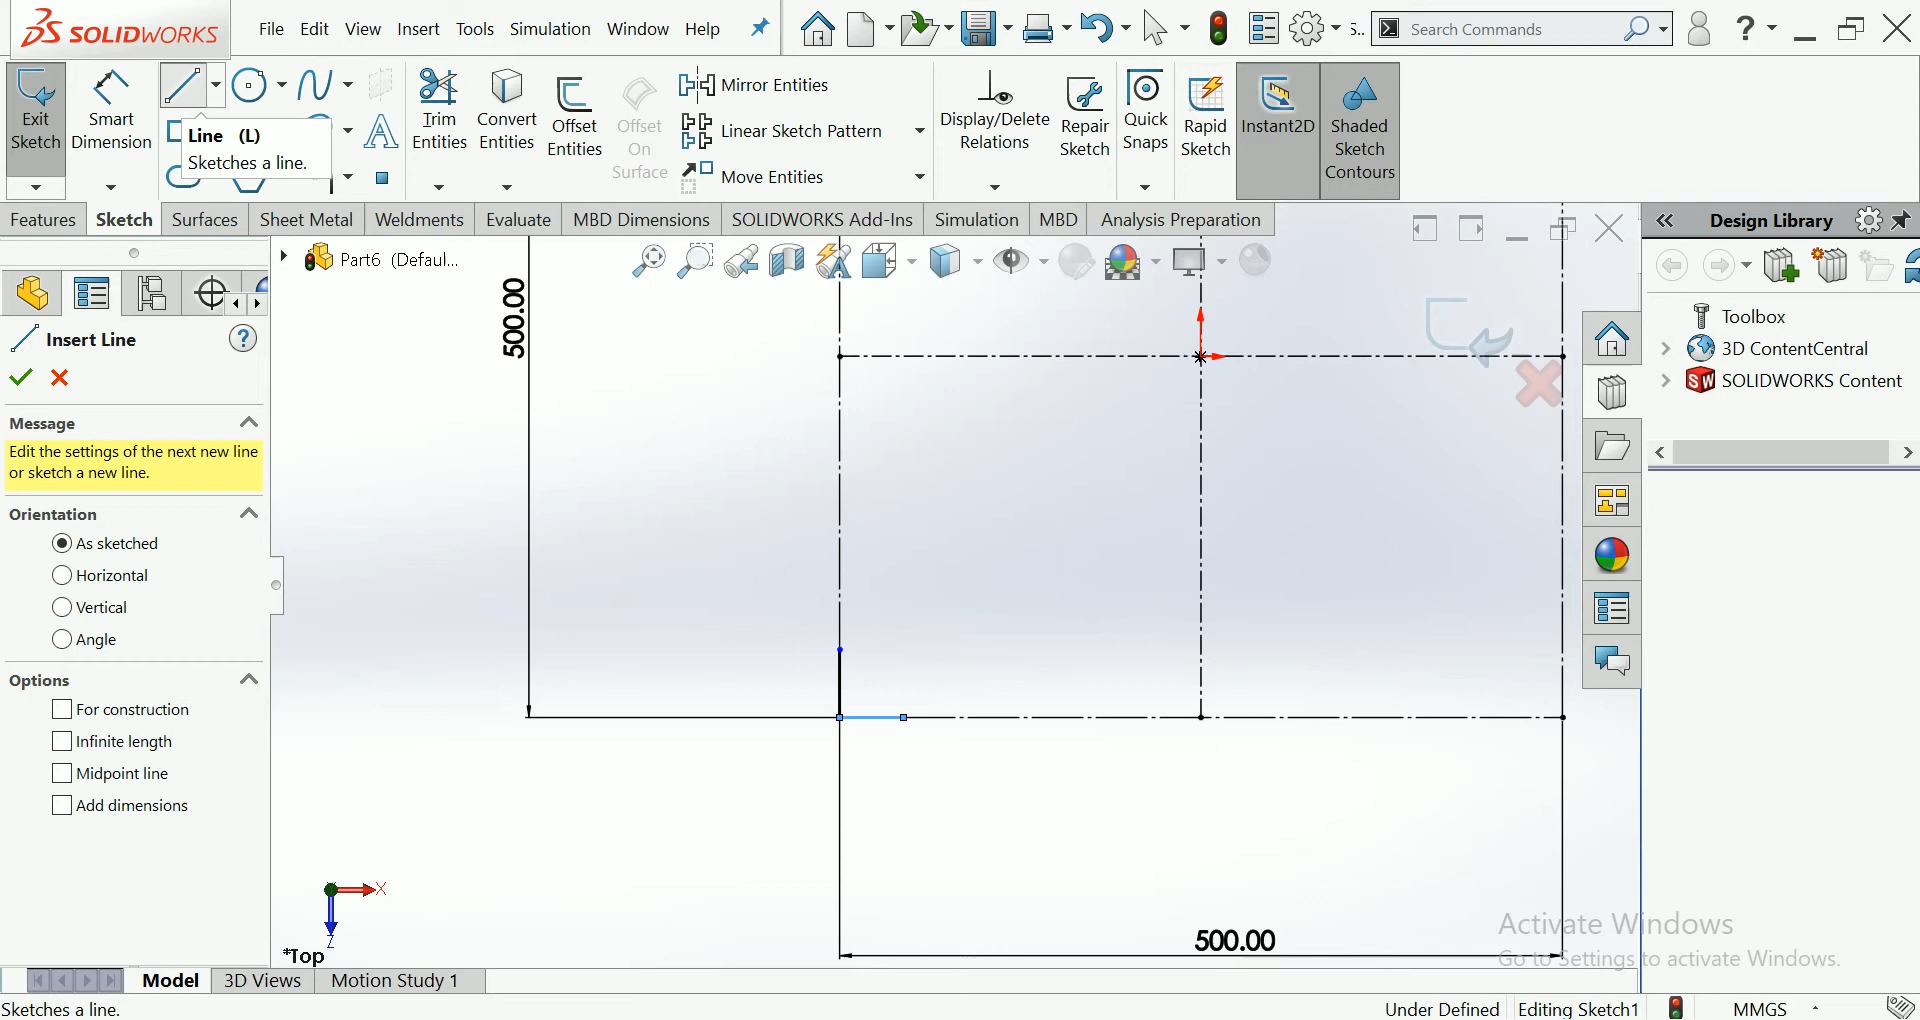 SOLIDWORKS
File Edit View Insert Tools Simulation Window Help
S..
Search Commands
?
Exit Sketch
Smart Dimension
Line (L)
Sketches a line.
Trim Entities
Convert Entities
Offset Entities
Offset On Surface
Mirror Entities
Linear Sketch Pattern
Move Entities
Display/Delete Relations
Repair Sketch
Quick Snaps
Rapid Sketch
Instant2D
Shaded Sketch Contours
Features Sketch Surfaces Sheet Metal Weldments Evaluate MBD Dimensions SOLIDWORKS Add-Ins Simulation MBD Analysis Preparation
Design Library
Part6 (Defaul...
Toolbox
3D ContentCentral
SOLIDWORKS Content
Insert Line
?
Message
Edit the settings of the next new line
or sketch a new line.
Orientation
As sketched
Horizontal
Vertical
Angle
Options
For construction
Infinite length
Midpoint line
Add dimensions
500.00
500.00
X
Z
*Top
Activate Windows
Go to Settings to activate Windows.
Model 3D Views Motion Study 1
Sketches a line.
Under Defined Editing Sketch1 MMGS